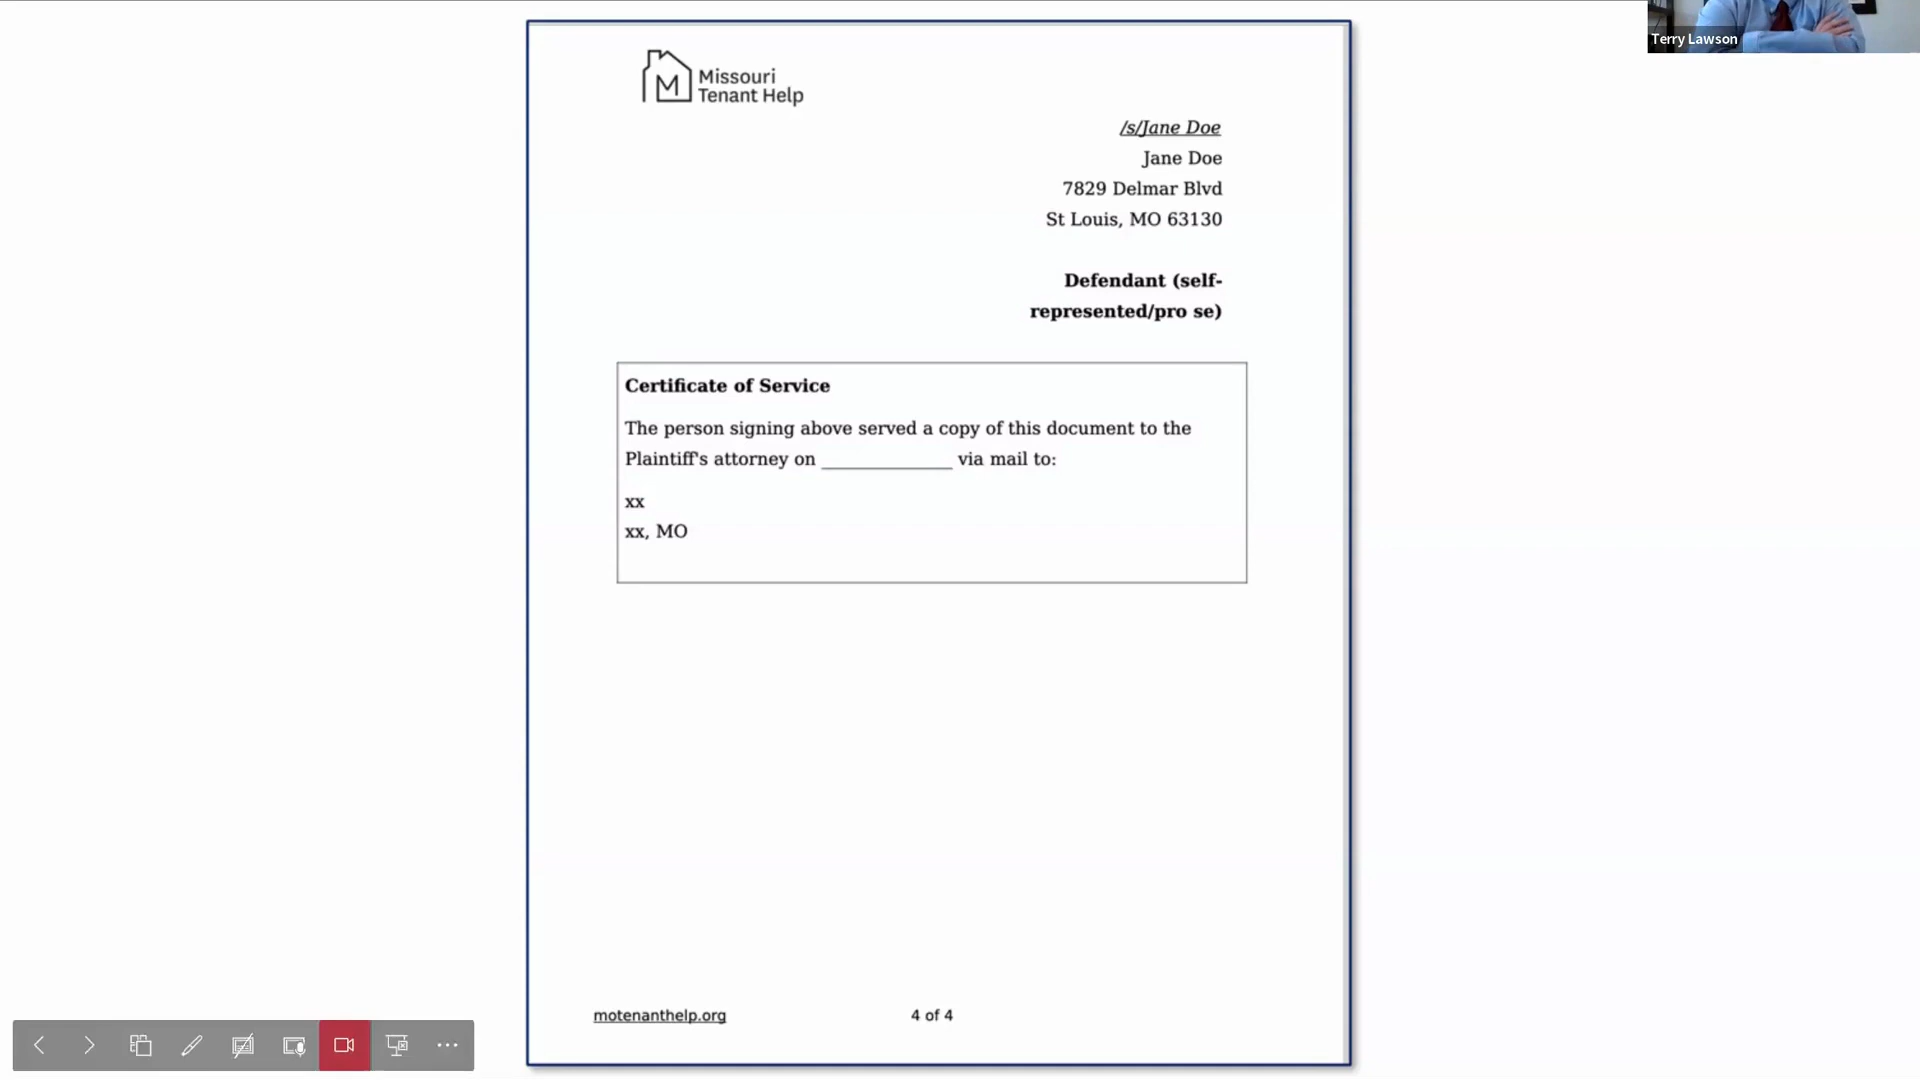 Terry Lawson
M Missouri
Tenant Help
/s/Jane Doe
Jane Doe
7829 Delmar Blvd
St Louis, MO 63130
Defendant (self-
represented/pro se)
Certificate of Service
The person signing above served a copy of this document to the
Plaintiff's attorney on ______________ via mail to:
xx
xx, MO
motenanthelp.org
4 of 4